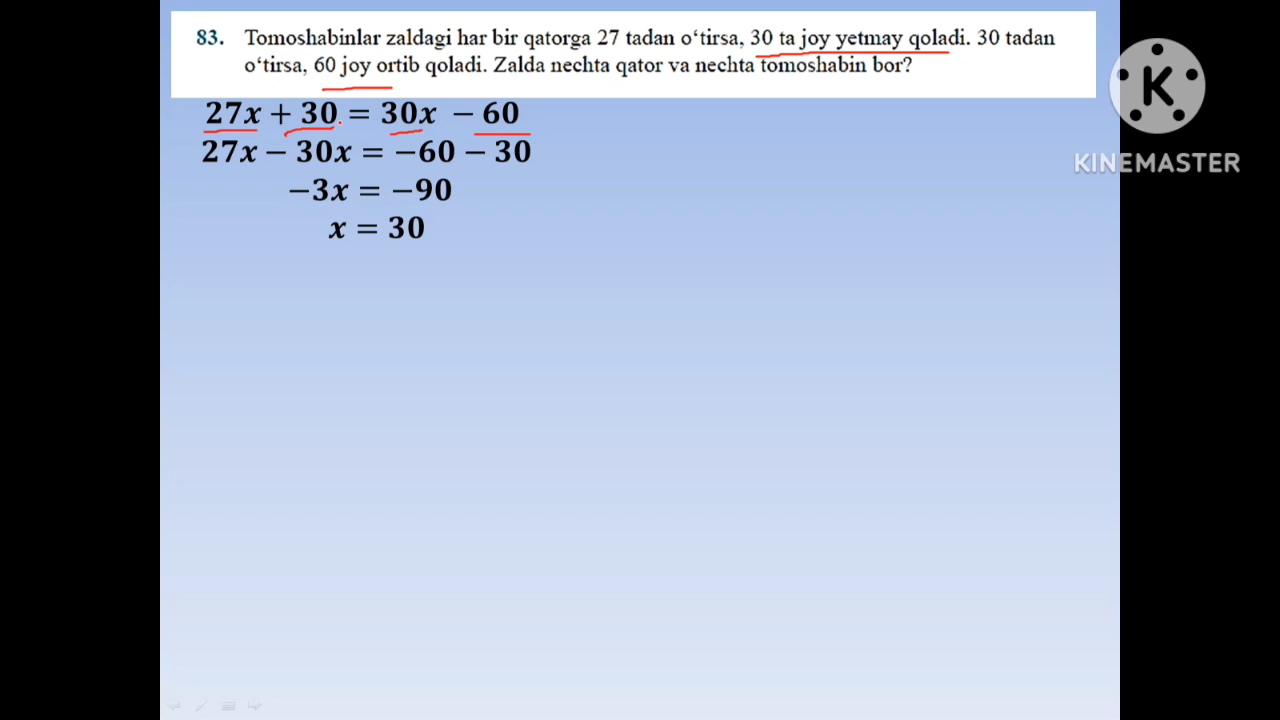 83. Tomoshabinlar zaldagi har bir qatorga 27 tadan o‘tirsa, 30 ta joy yetmay qoladi. 30 tadan
o‘tirsa, 60 joy ortib qoladi. Zalda nechta qator va nechta tomoshabin bor?
27x + 30 = 30x − 60
27x − 30x = −60 − 30
−3x = −90
x = 30
K
KINEMASTER